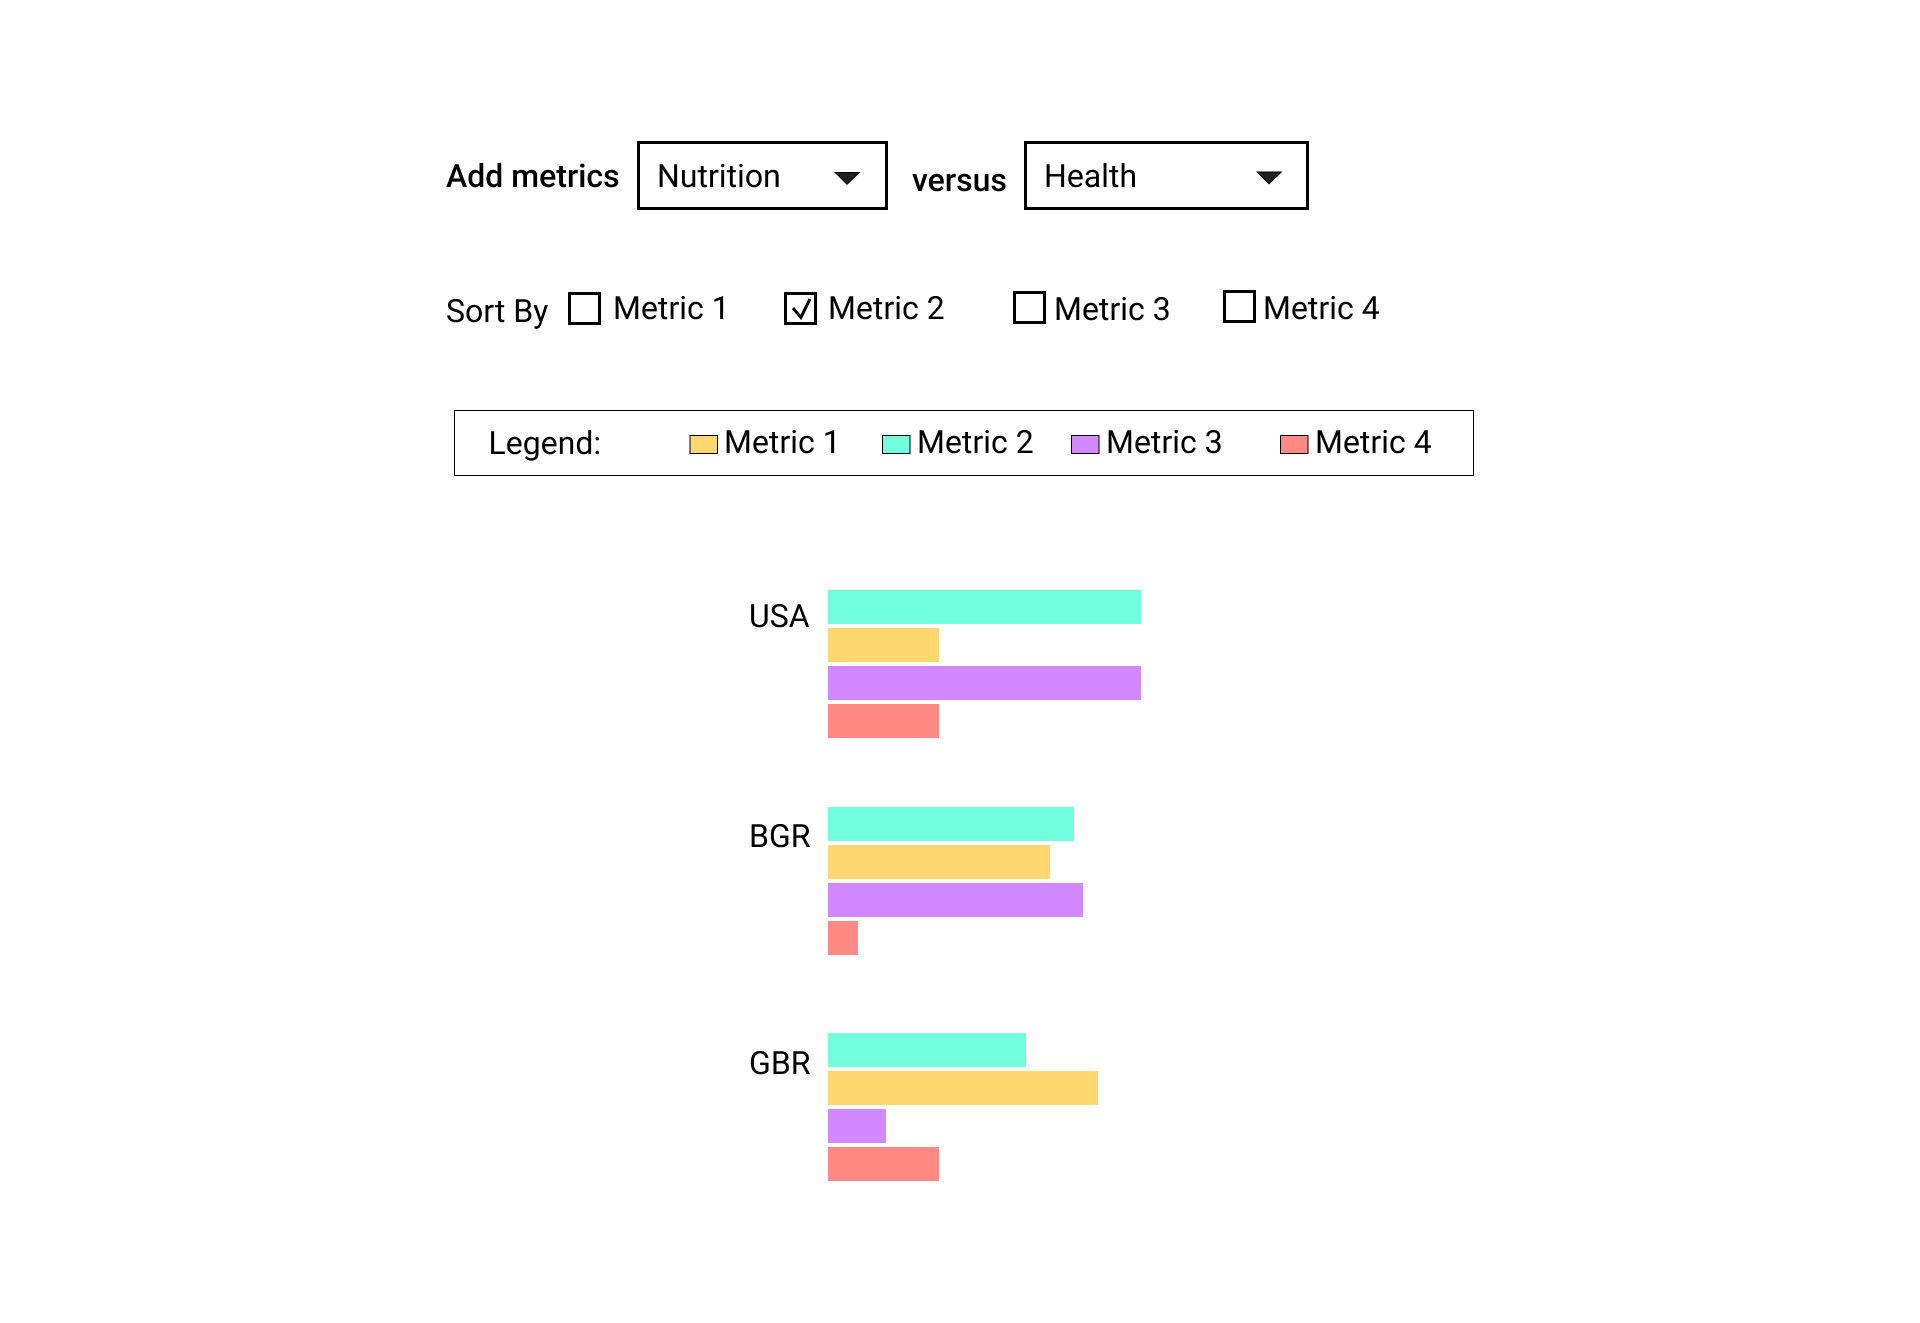 Add metrics Nutrition versus Health
Sort By Metric 1 Metric 2 Metric 3 Metric 4
Legend: Metric 1 Metric 2 Metric 3 Metric 4
USA
BGR
GBR